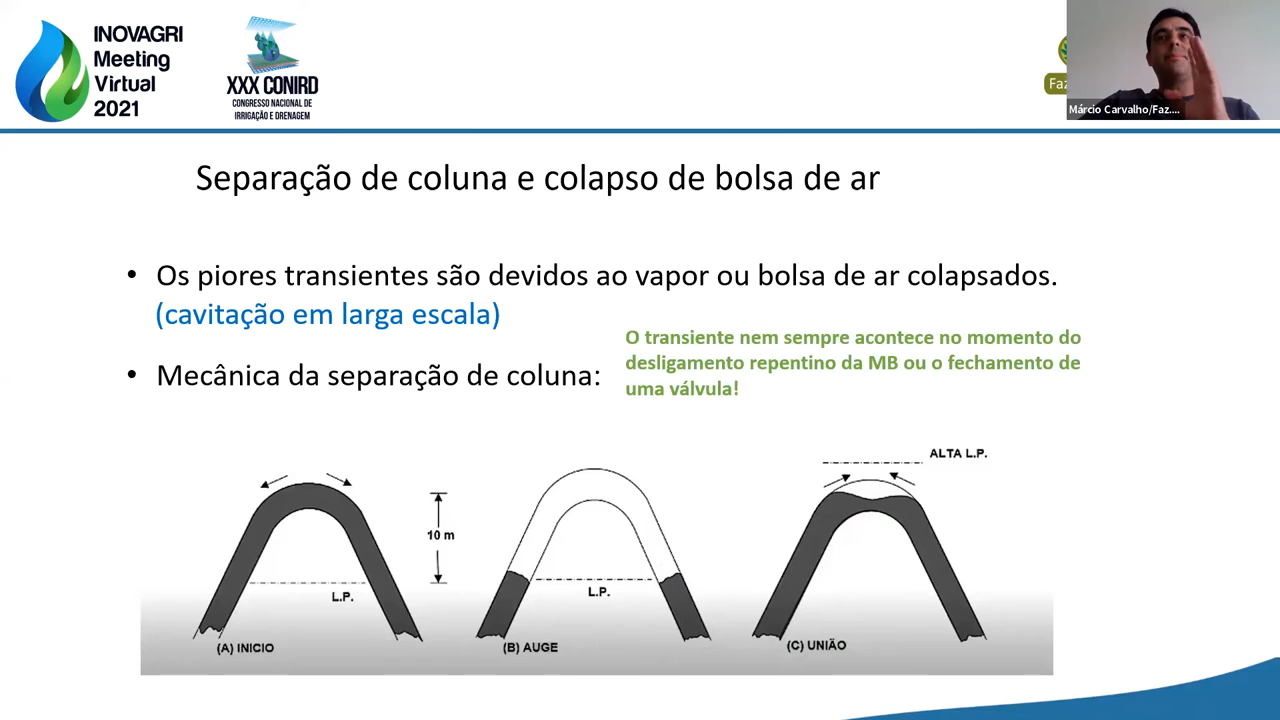 INOVAGRI
Meeting
Virtual
2021
XXX CONIRD
CONGRESSO NACIONAL DE
IRRIGAÇÃO E DRENAGEM
Márcio Carvalho/Faz....
Separação de coluna e colapso de bolsa de ar
• Os piores transientes são devidos ao vapor ou bolsa de ar colapsados.
(cavitação em larga escala)
O transiente nem sempre acontece no momento do
desligamento repentino da MB ou o fechamento de
uma válvula!
• Mecânica da separação de coluna:
ALTA L.P.
10 m
L.P.
L.P.
(A) INICIO
(B) AUGE
(C) UNIÃO